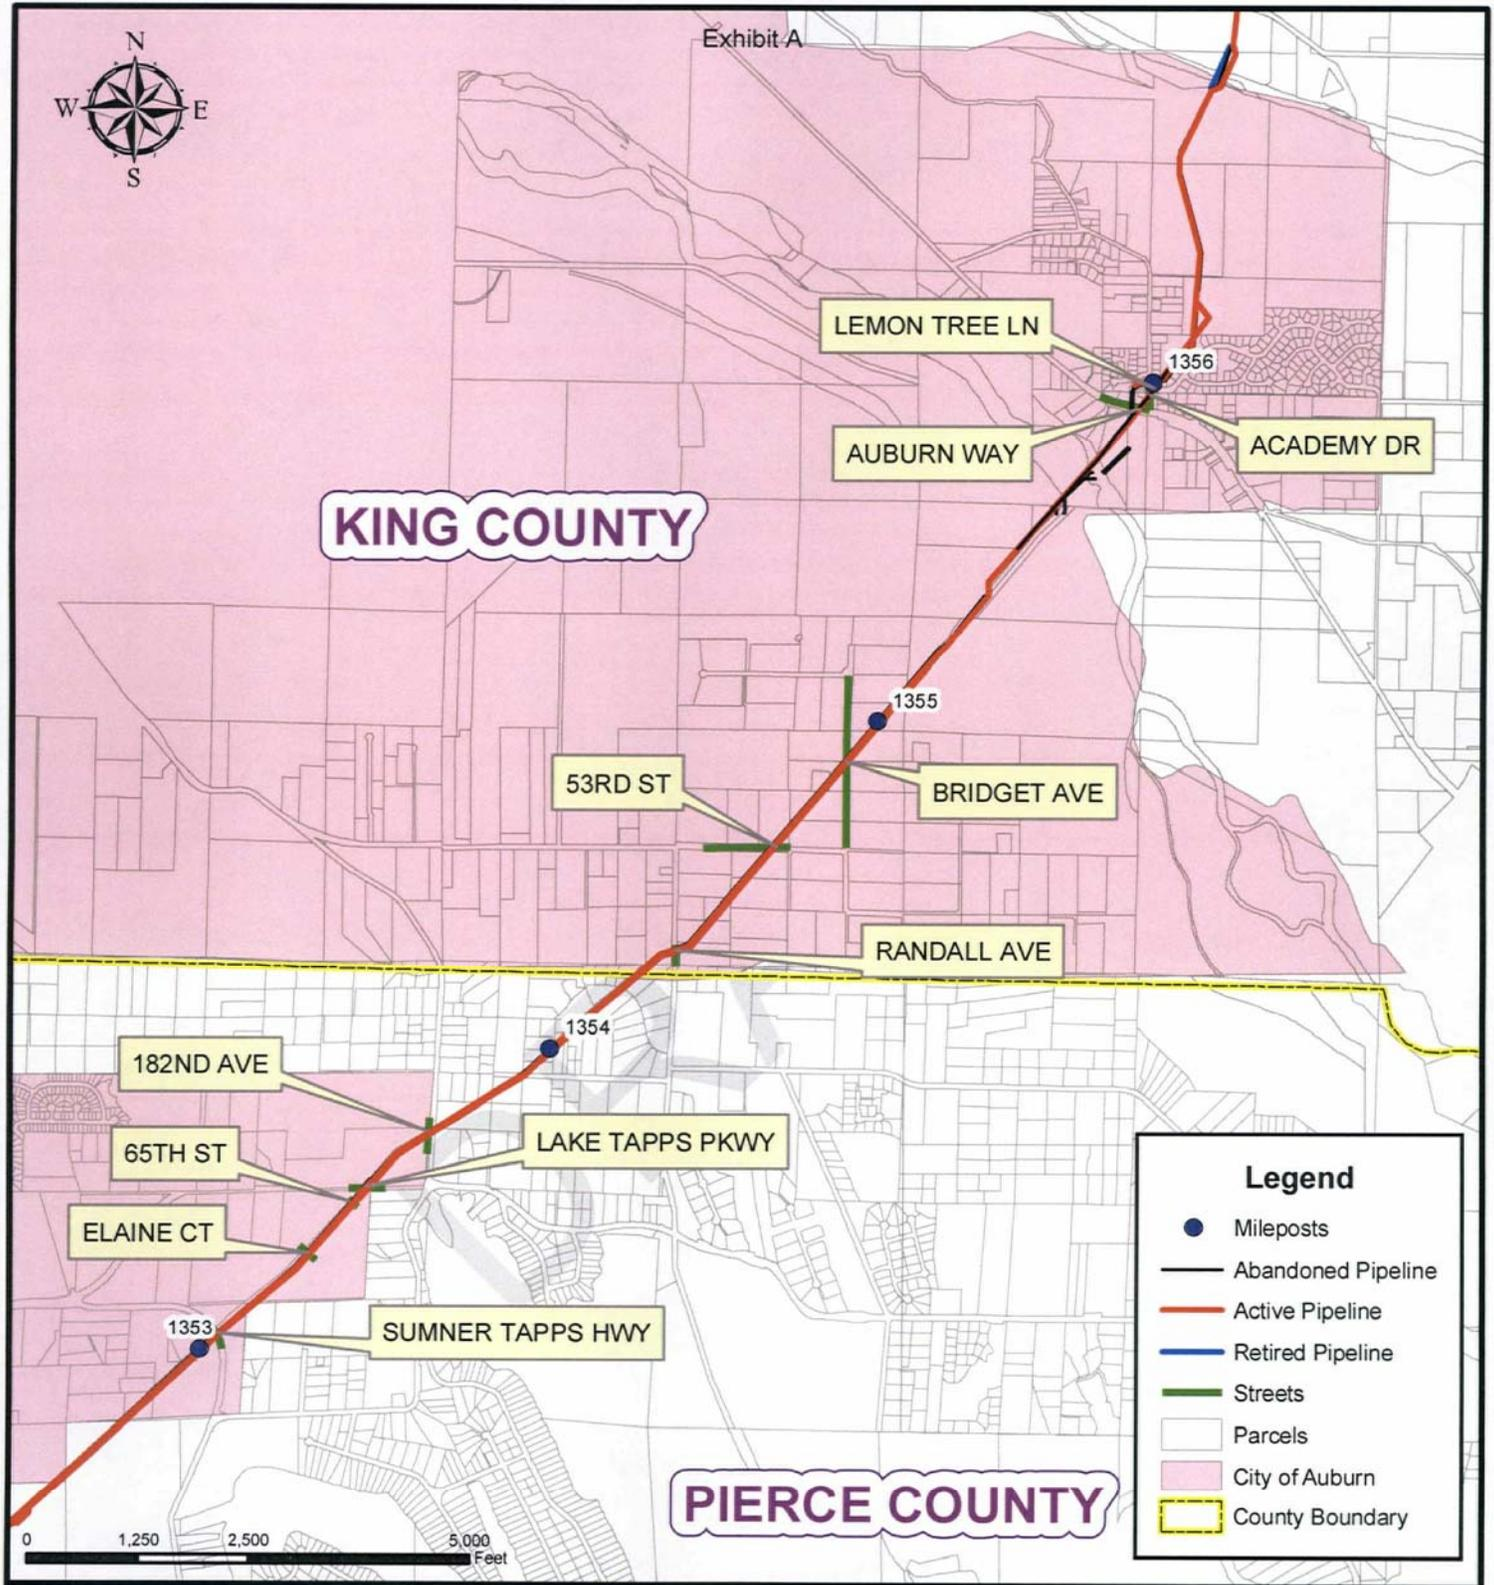 Exhibit A
N
W E
S
LEMON TREE LN
1356
AUBURN WAY
ACADEMY DR
KING COUNTY
1355
53RD ST
BRIDGET AVE
RANDALL AVE
1354
182ND AVE
LAKE TAPPS PKWY
65TH ST
ELAINE CT
1353
SUMNER TAPPS HWY
PIERCE COUNTY
Legend
Mileposts
Abandoned Pipeline
Active Pipeline
Retired Pipeline
Streets
Parcels
City of Auburn
County Boundary
0 1,250 2,500 5,000
Feet